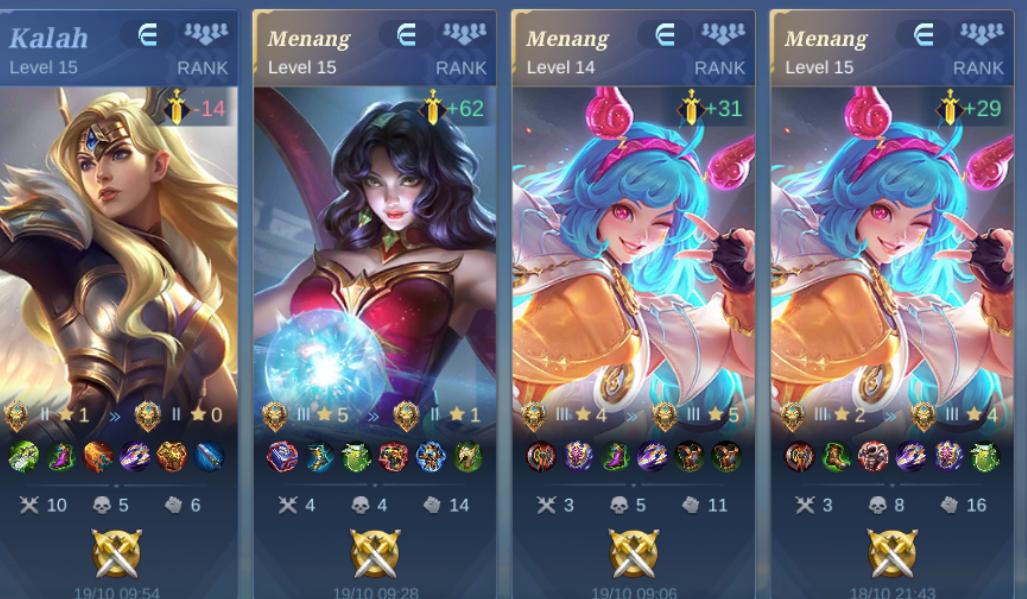 Kalah
Level 15 RANK
-14
II 1 » II 0
10 5 6
19/10 09:54
Menang
Level 15 RANK
+62
III 5 » II 1
4 4 14
19/10 09:28
Menang
Level 14 RANK
+31
III 4 » III 5
3 5 11
19/10 09:06
Menang
Level 15 RANK
+29
III 2 » III 4
3 8 16
18/10 21:43